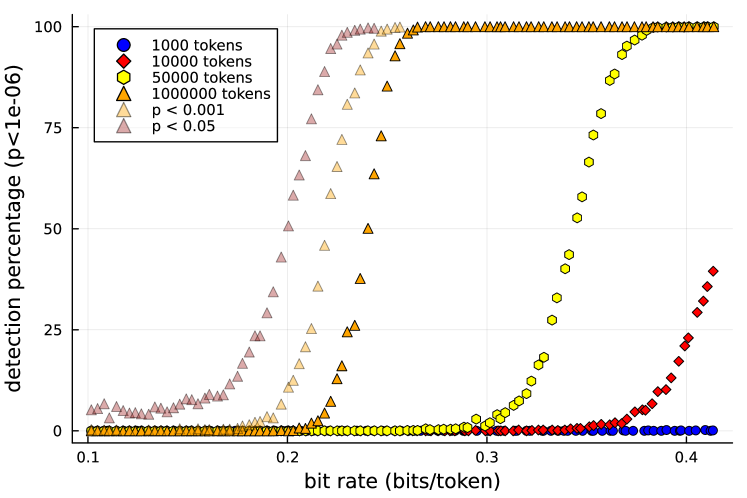 detection percentage (p<1e-06)
100
75
50
25
0
1000 tokens
10000 tokens
50000 tokens
1000000 tokens
p < 0.001
p < 0.05
0.1
0.2
0.3
0.4
bit rate (bits/token)